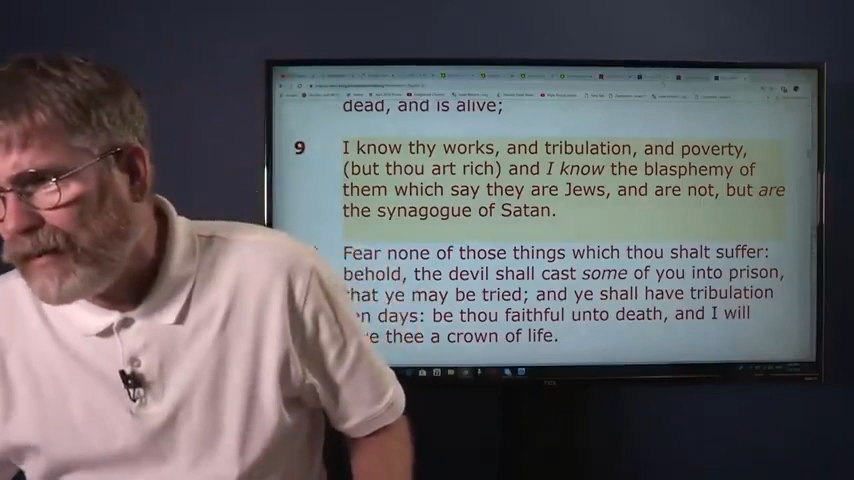 dead, and is alive;
9 I know thy works, and tribulation, and poverty,
(but thou art rich) and I know the blasphemy of
them which say they are Jews, and are not, but are
the synagogue of Satan.
Fear none of those things which thou shalt suffer:
behold, the devil shall cast some of you into prison,
that ye may be tried; and ye shall have tribulation
days: be thou faithful unto death, and I will
thee a crown of life.